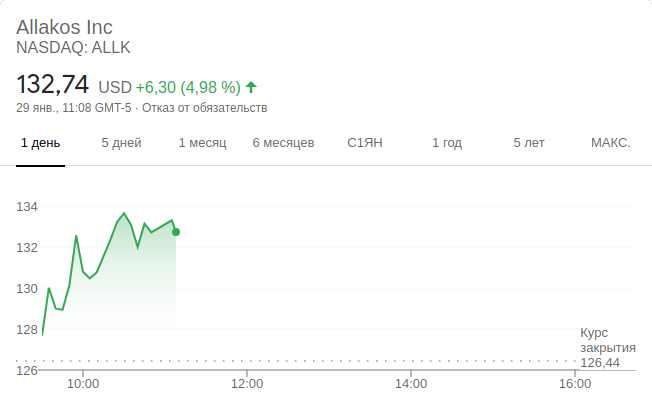 Allakos Inc
NASDAQ: ALLK
132,74 USD +6,30 (4,98 %)
29 янв., 11:08 GMT-5 · Отказ от обязательств
1 день 5 дней 1 месяц 6 месяцев С1ЯН 1 год 5 лет МАКС.
134
132
130
128
126
Курс
закрытия
126,44
10:00 12:00 14:00 16:00